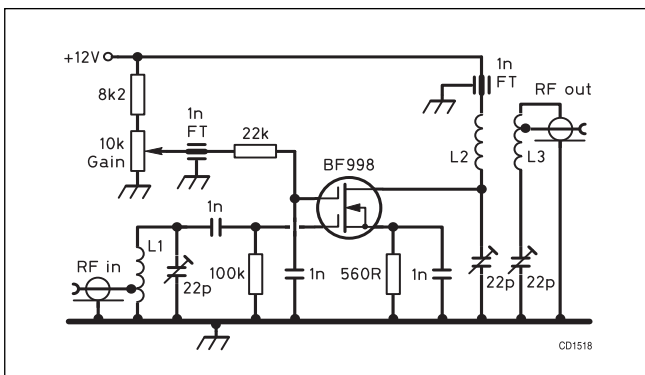 +12V
8k2
10k
Gain
1n
FT
22k
BF998
1n
FT
RF out
L2
L3
1n
L1
RF in
22p
100k
1n
560R
1n
22p
22p
CD1518